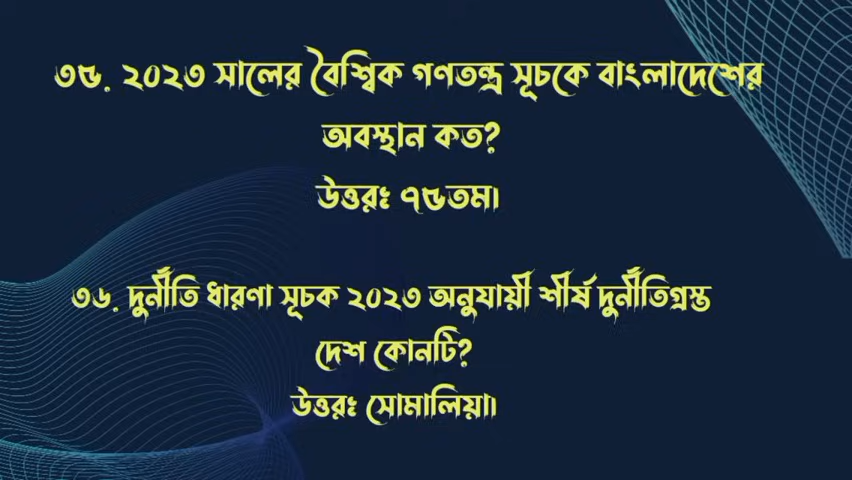 ৩৫. ২০২৩ সালের বৈশ্বিক গণতন্ত্র সূচকে বাংলাদেশের
অবস্থান কত?
উত্তরঃ ৭৫তম।
৩৬. দুর্নীতি ধারণা সূচক ২০২৩ অনুযায়ী শীর্ষ দুর্নীতিগ্রস্ত
দেশ কোনটি?
উত্তরঃ সোমালিয়া।